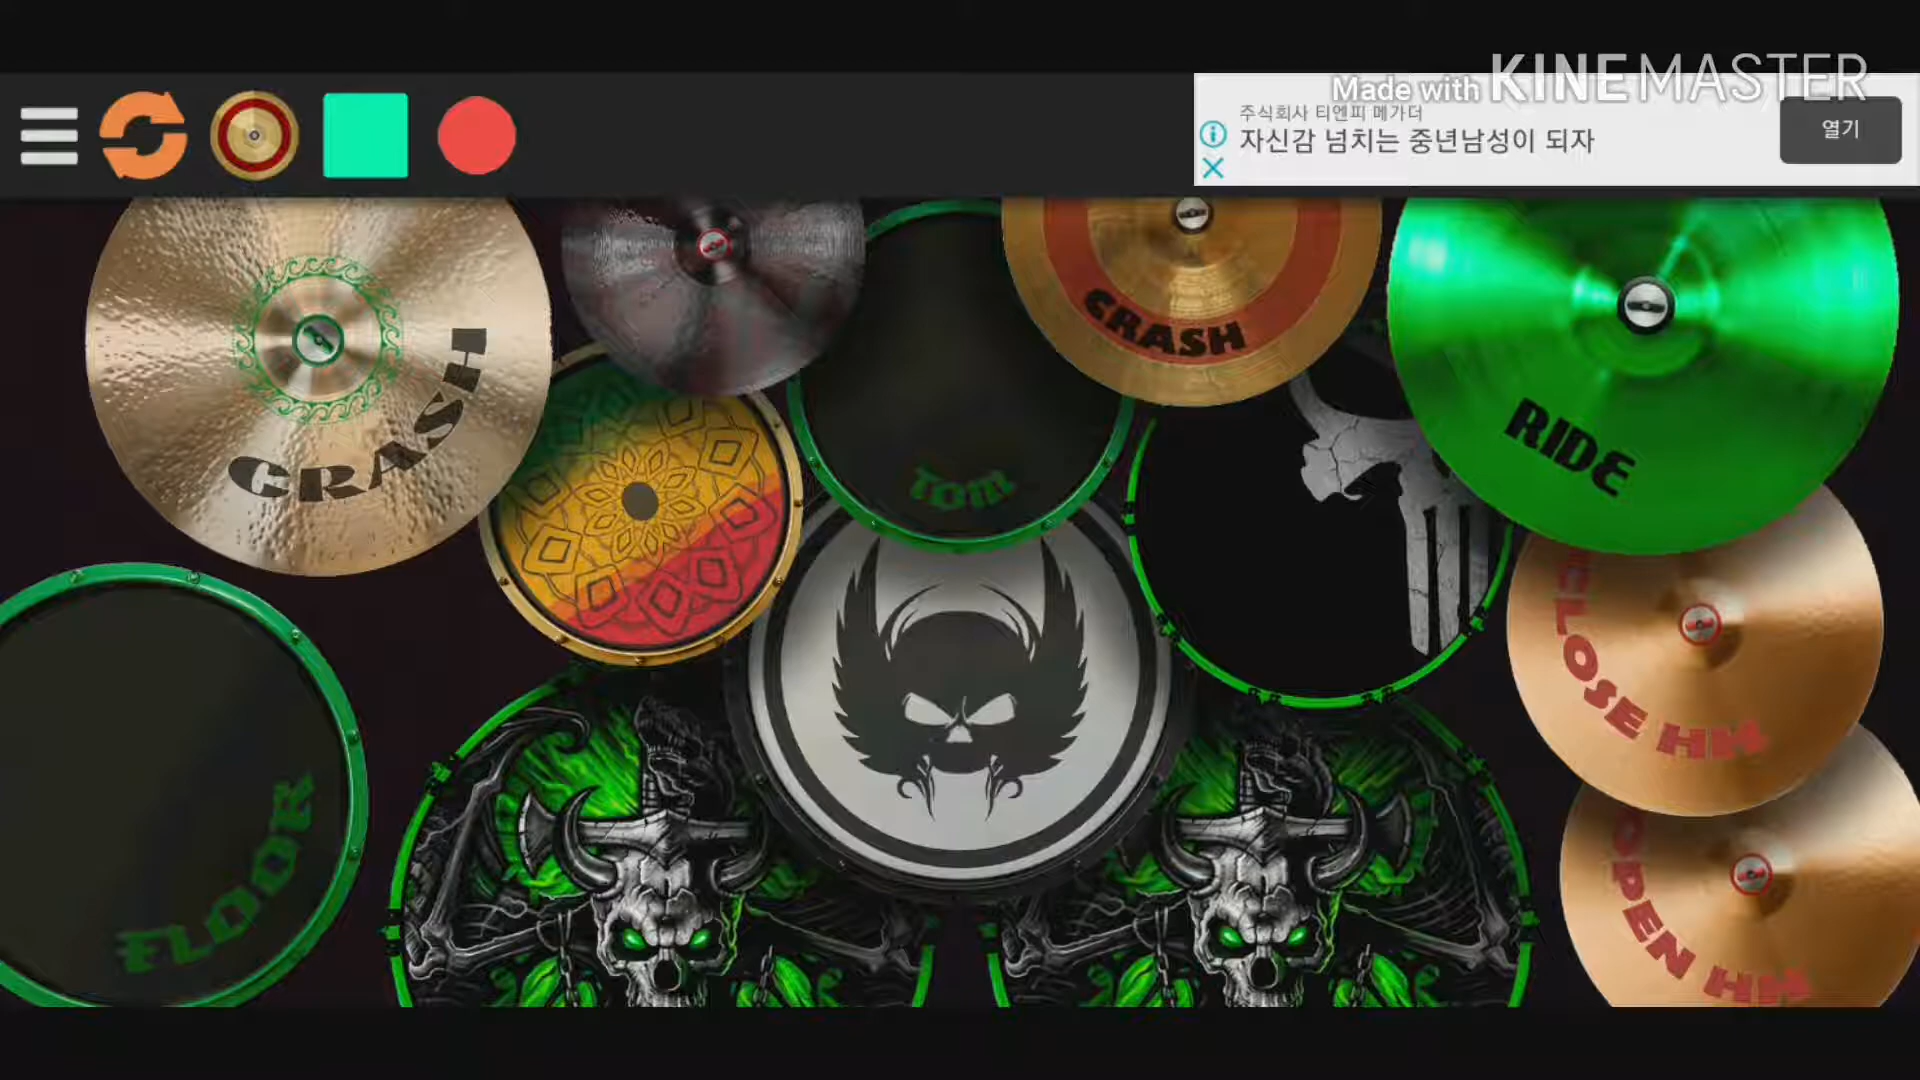 Made with KINEMASTER
주식회사 티엔피 메가더
자신감 넘치는 중년남성이 되자
열기
CRASH
CRASH
RIDE
TOM
CLOSE HH
FLOOR
OPEN HH